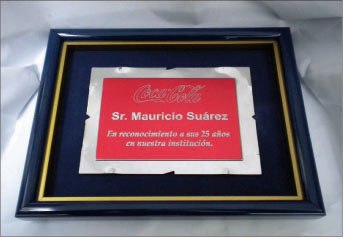 Coca-Cola
Sr. Mauricio Suárez
En reconocimiento a sus 25 años
en nuestra institución.